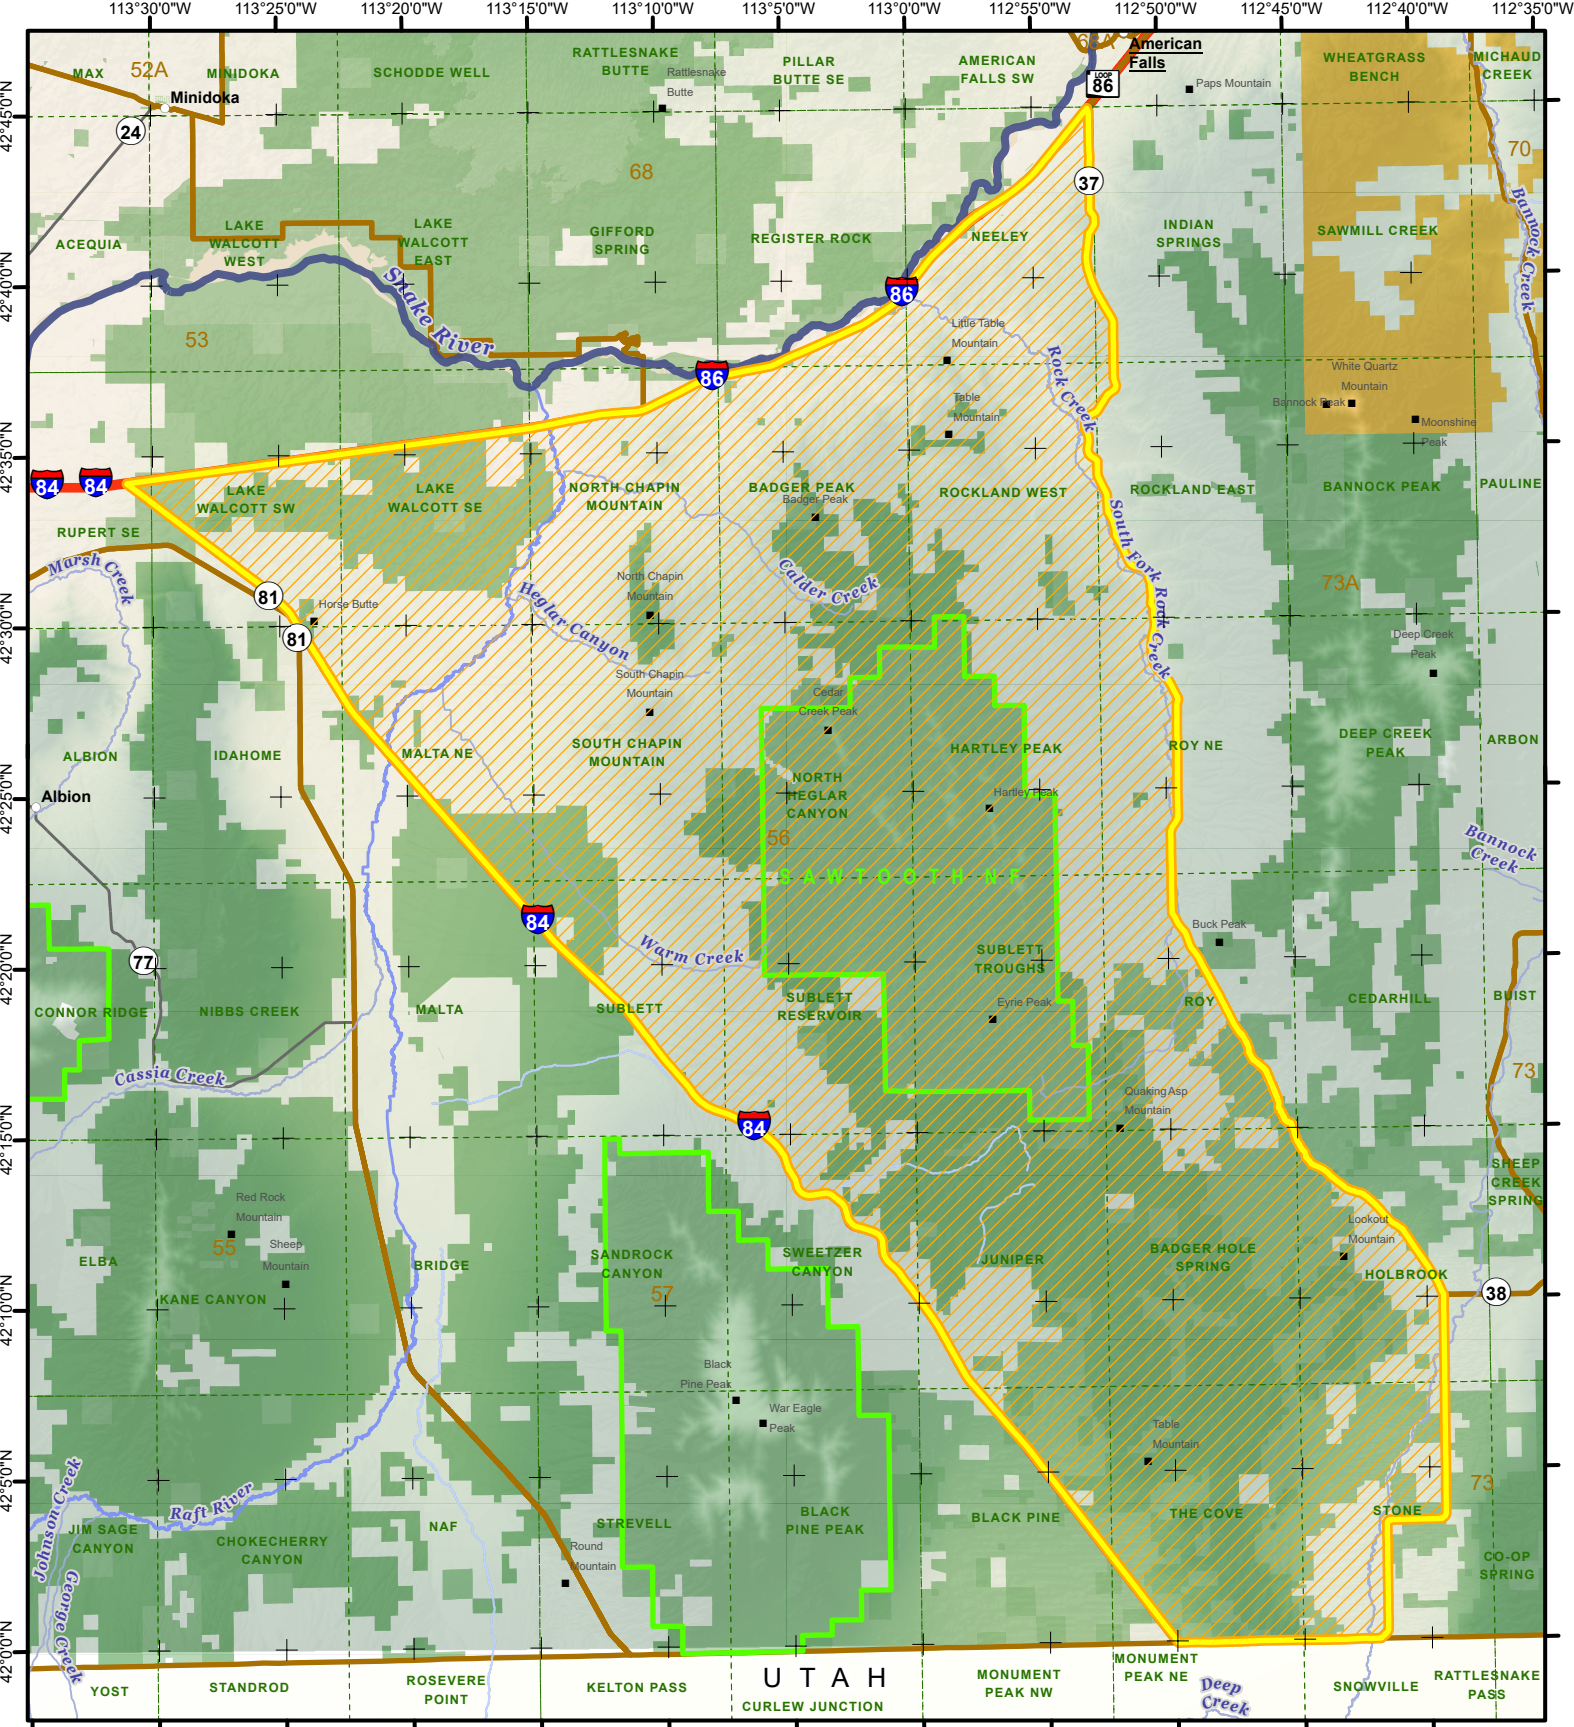 113°30'0"W
113°25'0"W
113°20'0"W
113°15'0"W
113°10'0"W
113°5'0"W
113°0'0"W
112°55'0"W
112°50'0"W
112°45'0"W
112°40'0"W
112°35'0"W
42°45'0"N
42°40'0"N
42°35'0"N
42°30'0"N
42°25'0"N
42°20'0"N
42°15'0"N
42°10'0"N
42°5'0"N
42°0'0"N
MAX
52A
MINIDOKA
Minidoka
24
SCHODDE WELL
RATTLESNAKE
BUTTE
Rattlesnake
Butte
PILLAR
BUTTE SE
AMERICAN
FALLS SW
68A
American
Falls
LOOP
86
Paps Mountain
WHEATGRASS
BENCH
MICHAUD
CREEK
70
68
37
Bannock Creek
ACEQUIA
LAKE
WALCOTT
WEST
LAKE
WALCOTT
EAST
GIFFORD
SPRING
REGISTER ROCK
NEELEY
INDIAN
SPRINGS
SAWMILL CREEK
Snake River
86
53
86
Little Table
Mountain
Rock Creek
Table
Mountain
White Quartz
Mountain
Bannock Peak
Moonshine
Peak
84
84
LAKE
WALCOTT SW
LAKE
WALCOTT SE
NORTH CHAPIN
MOUNTAIN
BADGER PEAK
Badger Peak
ROCKLAND WEST
ROCKLAND EAST
BANNOCK PEAK
PAULINE
RUPERT SE
Marsh Creek
South Fork Rock Creek
81
Horse Butte
81
Heglar Canyon
North Chapin
Mountain
Calder Creek
73A
Deep Creek
Peak
South Chapin
Mountain
Cedar
Creek Peak
ALBION
IDAHOME
MALTA NE
SOUTH CHAPIN
MOUNTAIN
HARTLEY PEAK
ROY NE
DEEP CREEK
PEAK
ARBON
Albion
NORTH
HEGLAR
CANYON
Hartley Peak
56
Bannock
Creek
SAWTOOTH NF
84
Buck Peak
77
Warm Creek
SUBLETT
TROUGHS
CONNOR RIDGE
NIBBS CREEK
MALTA
SUBLETT
SUBLETT
RESERVOIR
Eyrie Peak
ROY
CEDARHILL
BUIST
Cassia Creek
73
Quaking Asp
Mountain
84
SHEEP
CREEK
SPRING
Red Rock
Mountain
55
Sheep
Mountain
ELBA
KANE CANYON
BRIDGE
SANDROCK
CANYON
57
SWEETZER
CANYON
JUNIPER
BADGER HOLE
SPRING
Lookout
Mountain
HOLBROOK
38
Black
Pine Peak
War Eagle
Peak
Table
Mountain
73
Johnson Creek
Raft River
JIM SAGE
CANYON
CHOKECHERRY
CANYON
NAF
STREVELL
BLACK
PINE PEAK
BLACK PINE
THE COVE
STONE
Round
Mountain
CO-OP
SPRING
George Creek
YOST
STANDROD
ROSEVERE
POINT
KELTON PASS
UTAH
CURLEW JUNCTION
MONUMENT
PEAK NW
MONUMENT
PEAK NE
Deep
Creek
SNOWVILLE
RATTLESNAKE
PASS